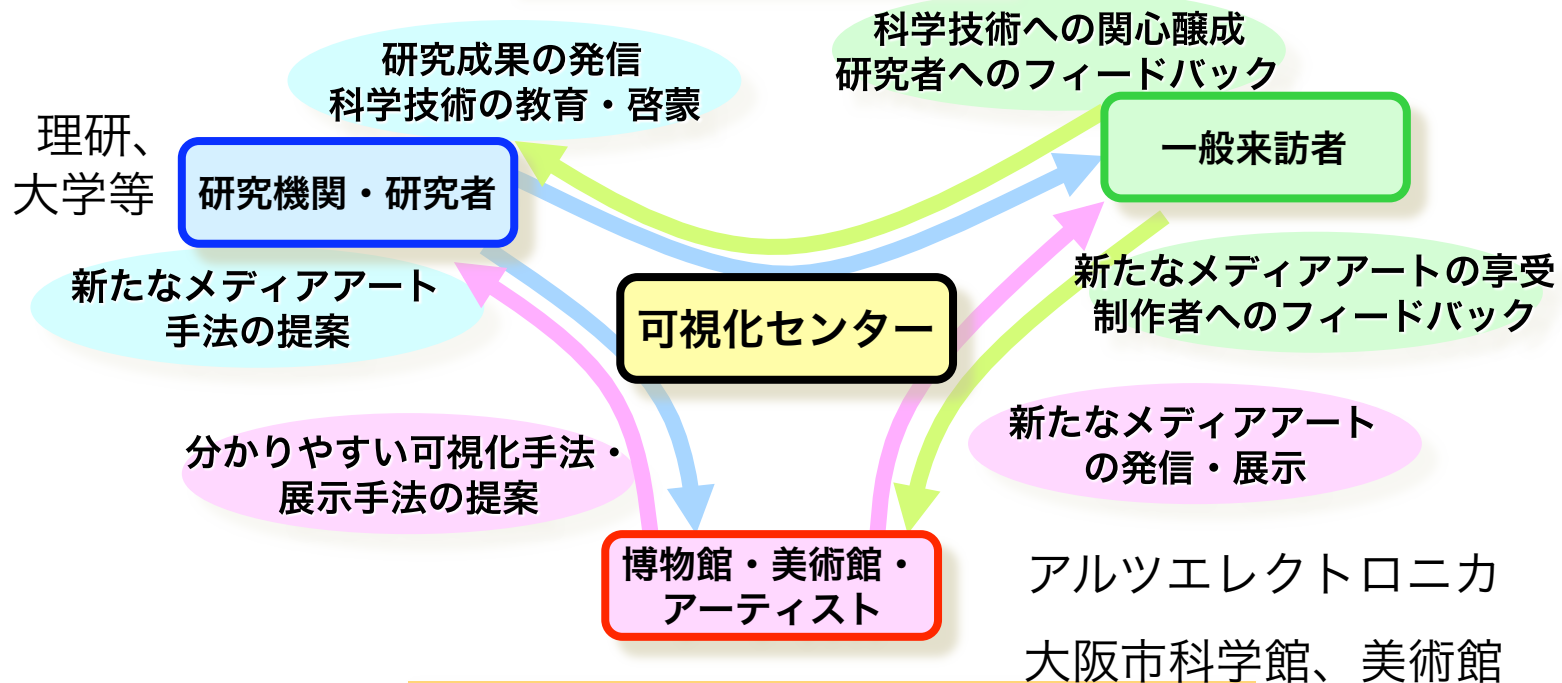 研究成果の発信
科学技術の教育・啓蒙
科学技術への関心醸成
研究者へのフィードバック
理研、
大学等
研究機関・研究者
一般来訪者
新たなメディアアート
手法の提案
可視化センター
新たなメディアアートの享受
制作者へのフィードバック
分かりやすい可視化手法・
展示手法の提案
新たなメディアアート
の発信・展示
博物館・美術館・
アーティスト
アルツエレクトロニカ
大阪市科学館、美術館